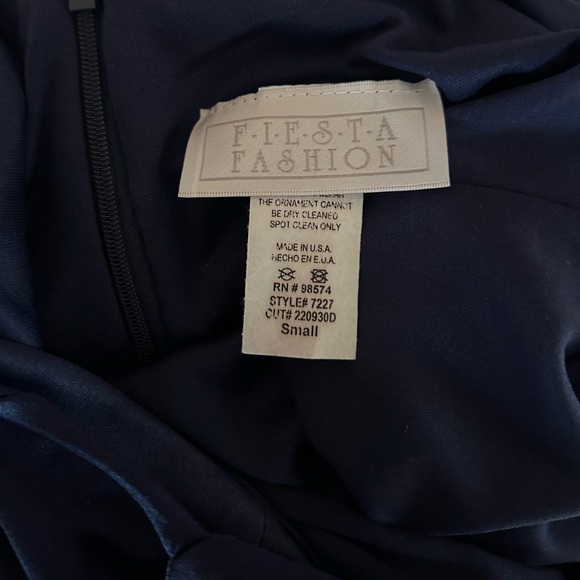 F·I·E·S·T·A
FASHION
THE ORNAMENT CANNOT
BE DRY CLEANED
SPOT CLEAN ONLY
MADE IN U.S.A.
HECHO EN E.U.A.
RN # 98574
STYLE# 7227
CUT# 220930D
Small